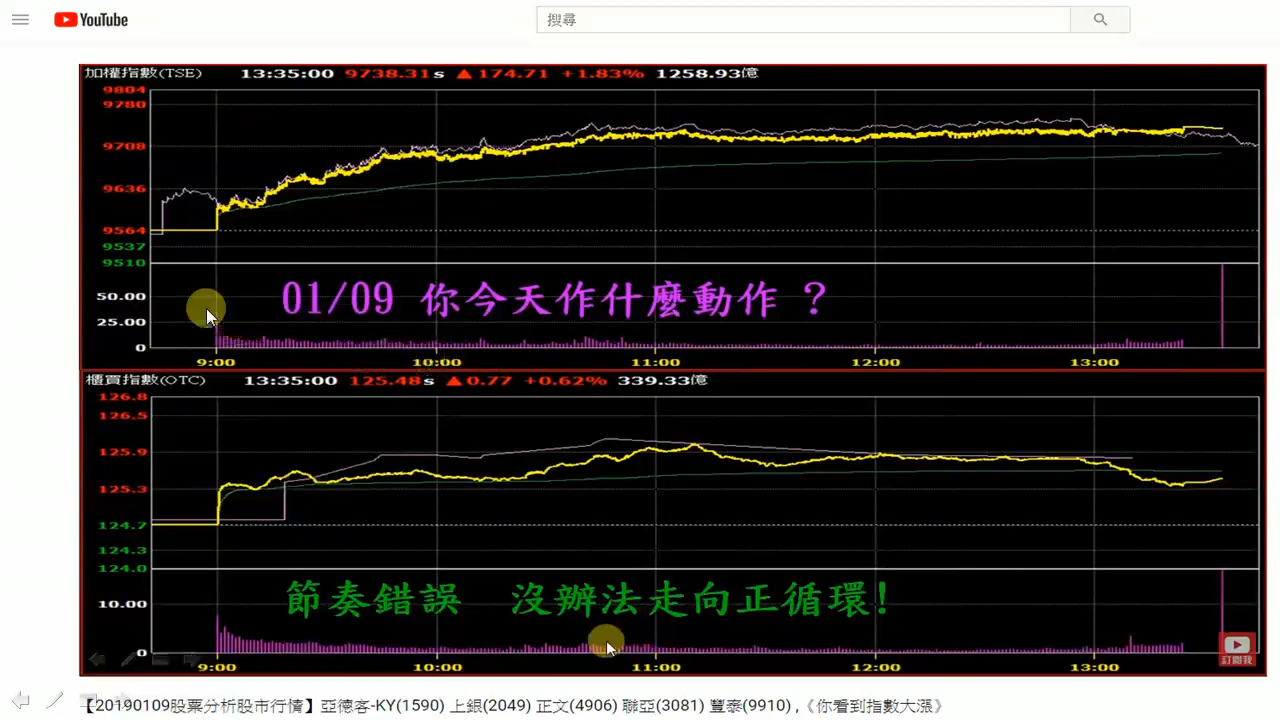 YouTube
搜尋
加權指數(TSE) 13:35:00 9738.31s ▲174.71 +1.83% 1258.93億
9804
9780
9708
9636
9564
9537
9510
50.00
25.00
0
01/09 你今天作什麼動作 ?
9:00 10:00 11:00 12:00 13:00
櫃買指數(OTC) 13:35:00 125.48s ▲0.77 +0.62% 339.33億
126.8
126.5
125.9
125.3
124.7
124.3
124.0
10.00
0
節奏錯誤 沒辦法走向正循環!
訂閱我
9:00 10:00 11:00 12:00 13:00
【20190109股票分析股市行情】亞德客-KY(1590) 上銀(2049) 正文(4906) 聯亞(3081) 豐泰(9910) ,《你看到指數大漲》